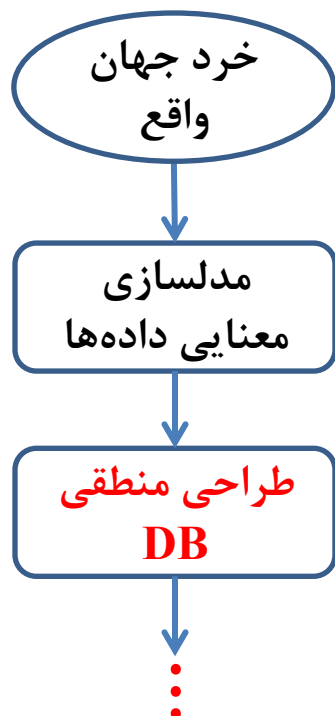 خرد جهان
واقع
مدلسازی
معنایی داده‌ها
طراحی منطقی
DB